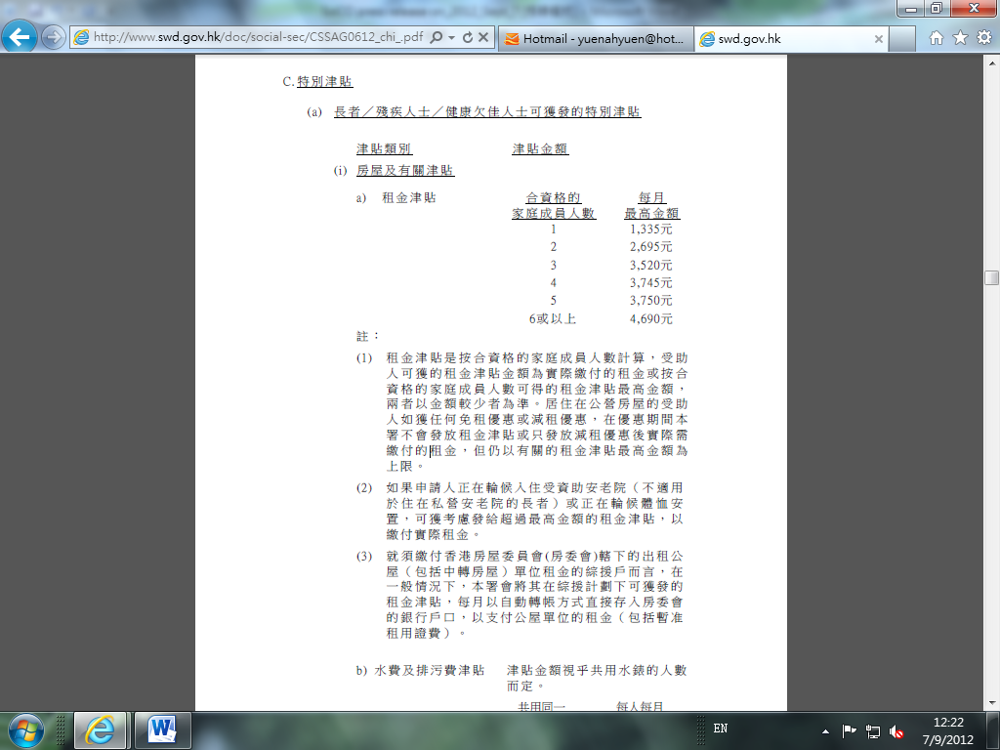 http://www.swd.gov.hk/doc/social-sec/CSSAG0612_chi_.pdf
Hotmail - yuenahyuen@hot...
swd.gov.hk
C. 特別津貼
(a) 長者／殘疾人士／健康欠佳人士可獲發的特別津貼
津貼類別 津貼金額
(i) 房屋及有關津貼
a) 租金津貼 合資格的 每月
家庭成員人數 最高金額
1 1,335元
2 2,695元
3 3,520元
4 3,745元
5 3,750元
6或以上 4,690元
註：
(1) 租金津貼是按合資格的家庭成員人數計算，受助
人可獲的租金津貼金額為實際繳付的租金或按合
資格的家庭成員人數可得的租金津貼最高金額，
兩者以金額較少者為準。居住在公營房屋的受助
人如獲任何免租優惠或減租優惠，在優惠期間本
署不會發放租金津貼或只發放減租優惠後實際需
繳付的租金，但仍以有關的租金津貼最高金額為
上限。
(2) 如果申請人正在輪候入住受資助安老院（不適用
於住在私營安老院的長者）或正在輪候體恤安
置，可獲考慮發給超過最高金額的租金津貼，以
繳付實際租金。
(3) 就須繳付香港房屋委員會(房委會)轄下的出租公
屋（包括中轉房屋）單位租金的綜援戶而言，在
一般情況下，本署會將其在綜援計劃下可獲發的
租金津貼，每月以自動轉帳方式直接存入房委會
的銀行戶口，以支付公屋單位的租金（包括暫准
租用證費）。
b) 水費及排污費津貼 津貼金額視乎共用水錶的人數
而定。
共用同一 每人每月
EN
12:22
7/9/2012